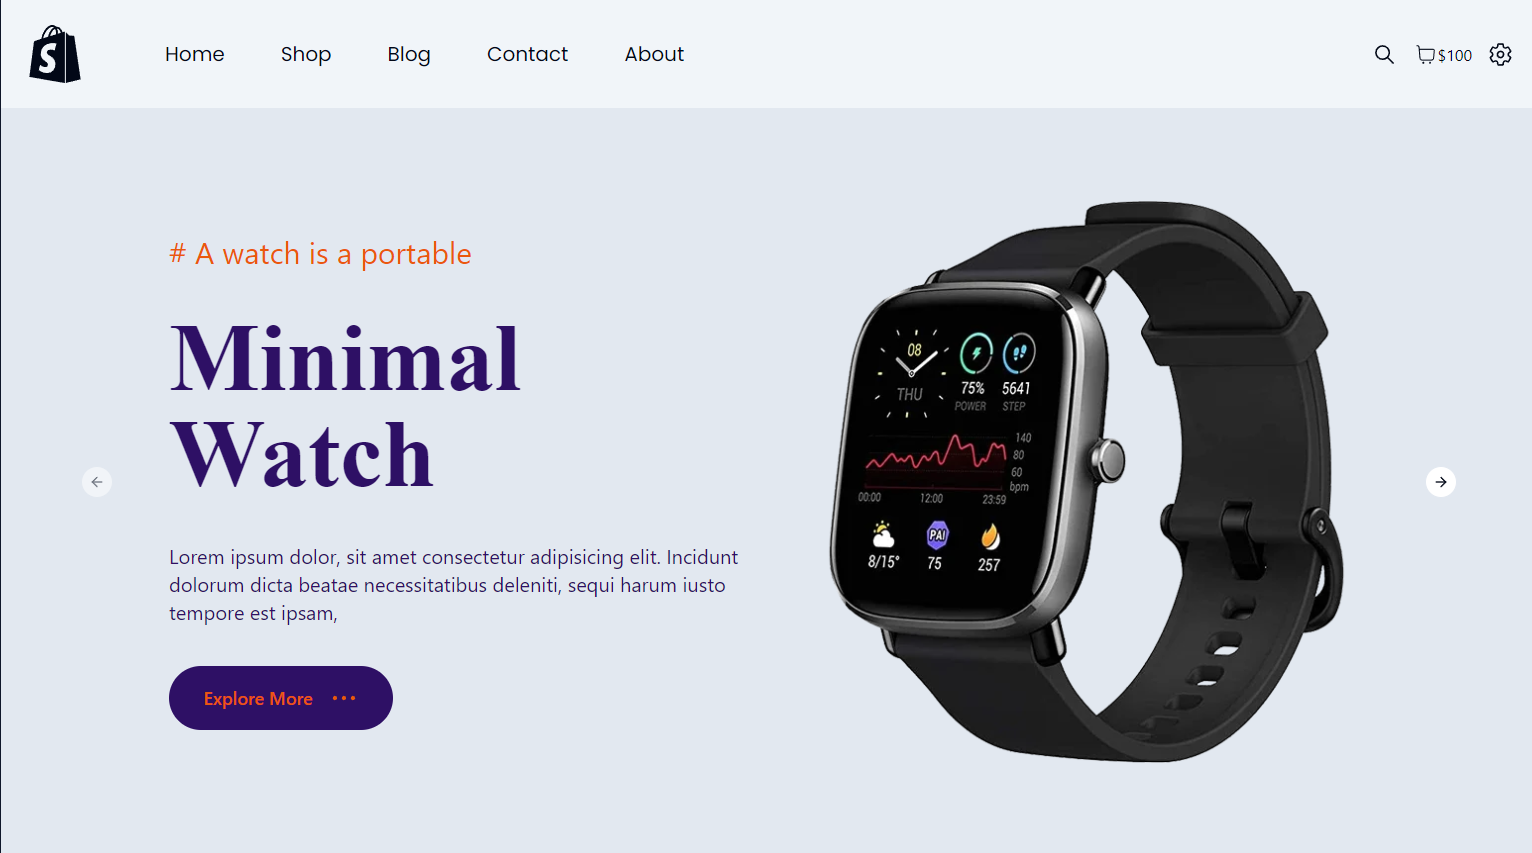 S
Home Shop Blog Contact About $100
# A watch is a portable
Minimal
Watch
Lorem ipsum dolor, sit amet consectetur adipisicing elit. Incidunt
dolorum dicta beatae necessitatibus deleniti, sequi harum iusto
tempore est ipsam,
Explore More ···
08
THU
75% 5641
POWER STEP
140
80
60
bpm
00:00 12:00 23:59
PAI
8/15° 75 257